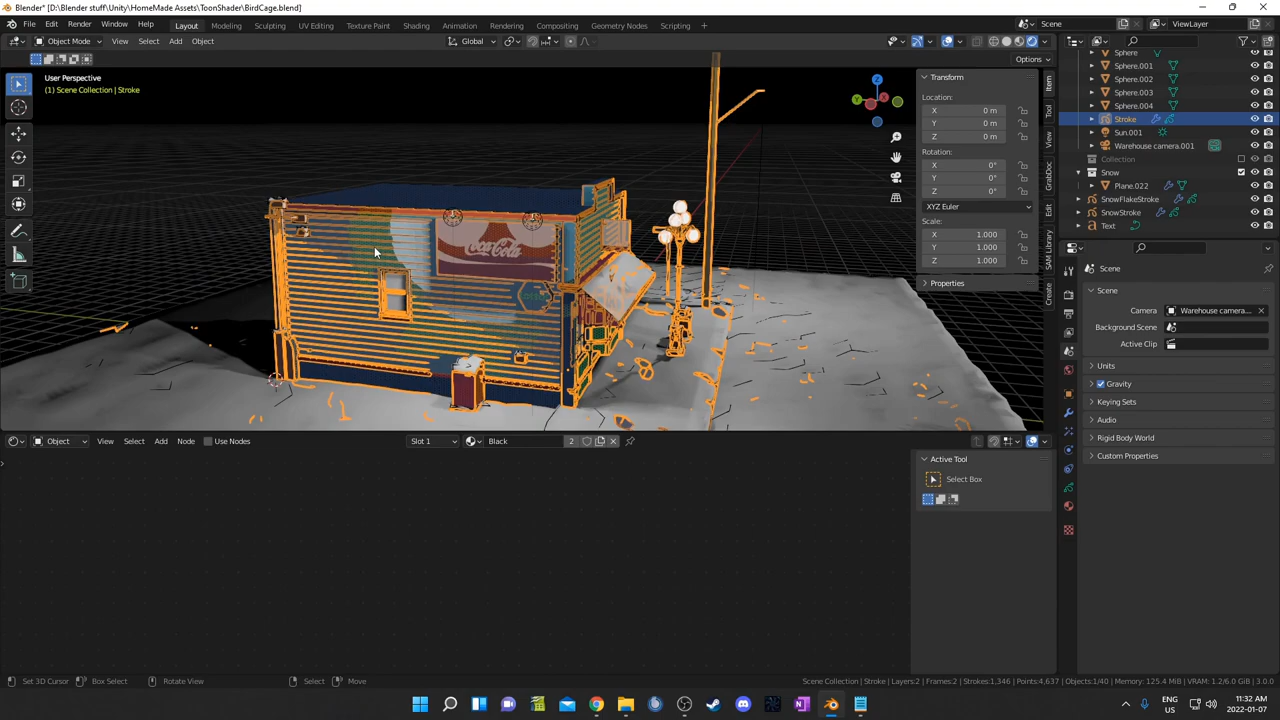 Blender* [D:\Blender stuff\Unity\HomeMade Assets\ToonShader\BirdCage.blend]
File Edit Render Window Help Layout Modeling Sculpting UV Editing Texture Paint Shading Animation Rendering Compositing Geometry Nodes Scripting + Scene ViewLayer
Object Mode View Select Add Object Global
Options
User Perspective
(1) Scene Collection | Stroke
Coca-Cola
Z
Y
X
Transform
Location:
X 0 m
Y 0 m
Z 0 m
Rotation:
X 0°
Y 0°
Z 0°
XYZ Euler
Scale:
X 1.000
Y 1.000
Z 1.000
Properties
Item
Tool
View
GrabDoc
Edit
SAM Library
Create
Sphere
Sphere.001
Sphere.002
Sphere.003
Sphere.004
Stroke
Sun.001
Warehouse camera.001
Collection
Snow
Plane.022
SnowFlakeStroke
SnowStroke
Text
Scene
Scene
Camera Warehouse camera...
Background Scene
Active Clip
Units
Gravity
Keying Sets
Audio
Rigid Body World
Custom Properties
Object View Select Add Node Use Nodes Slot 1 Black 2
Active Tool
Select Box
Set 3D Cursor Box Select Rotate View Select Move Scene Collection | Stroke | Layers:2 | Frames:2 | Strokes:1,346 | Points:4,637 | Objects:1/40 | Memory: 125.4 MiB | VRAM: 1.2/6.0 GiB | 3.0.0
ENG
US
11:32 AM
2022-01-07